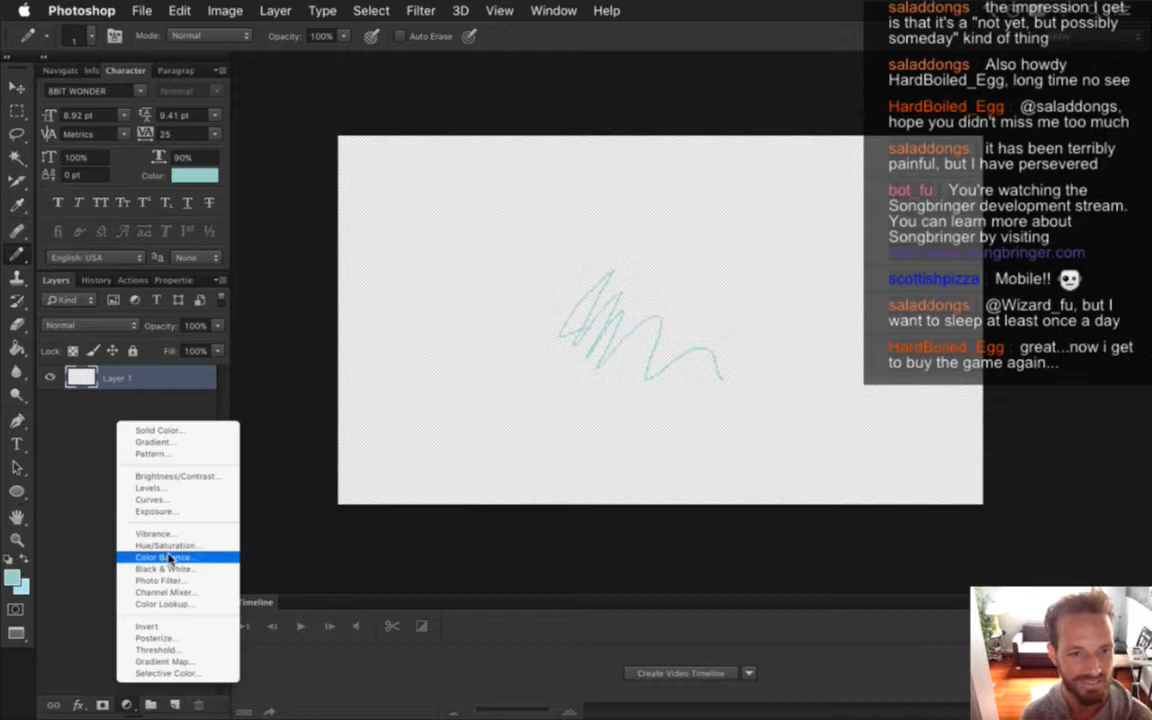 Photoshop File Edit Image Layer Type Select Filter 3D View Window Help
1 Mode: Normal Opacity: 100% Auto Erase
Navigatc Info Character Paragrap
8BIT WONDER Normal
8.92 pt 9.41 pt
Metrics 25
100% 90%
0 pt Color:
English: USA aa None
Layers History Actions Propertie
Kind
Normal Opacity: 100%
Lock: Fill: 100%
Layer 1
Solid Color...
Gradient...
Pattern...
Brightness/Contrast...
Levels...
Curves...
Exposure...
Vibrance...
Hue/Saturation...
Color Balance...
Black & White...
Photo Filter...
Channel Mixer...
Color Lookup...
Invert
Posterize...
Threshold...
Gradient Map...
Selective Color...
Timeline
Create Video Timeline
saladdongs the impression I get
is that it's a "not yet, but possibly
someday" kind of thing
saladdongs Also howdy
HardBoiled_Egg, long time no see
HardBoiled_Egg : @saladdongs,
hope you didn't miss me too much
saladdongs it has been terribly
painful, but I have persevered
bot_fu You're watching the
Songbringer development stream.
You can learn more about
Songbringer by visiting
scottishpizza : Mobile!!
saladdongs : @Wizard_fu, but I
want to sleep at least once a day
HardBoiled_Egg : great...now i get
to buy the game again...